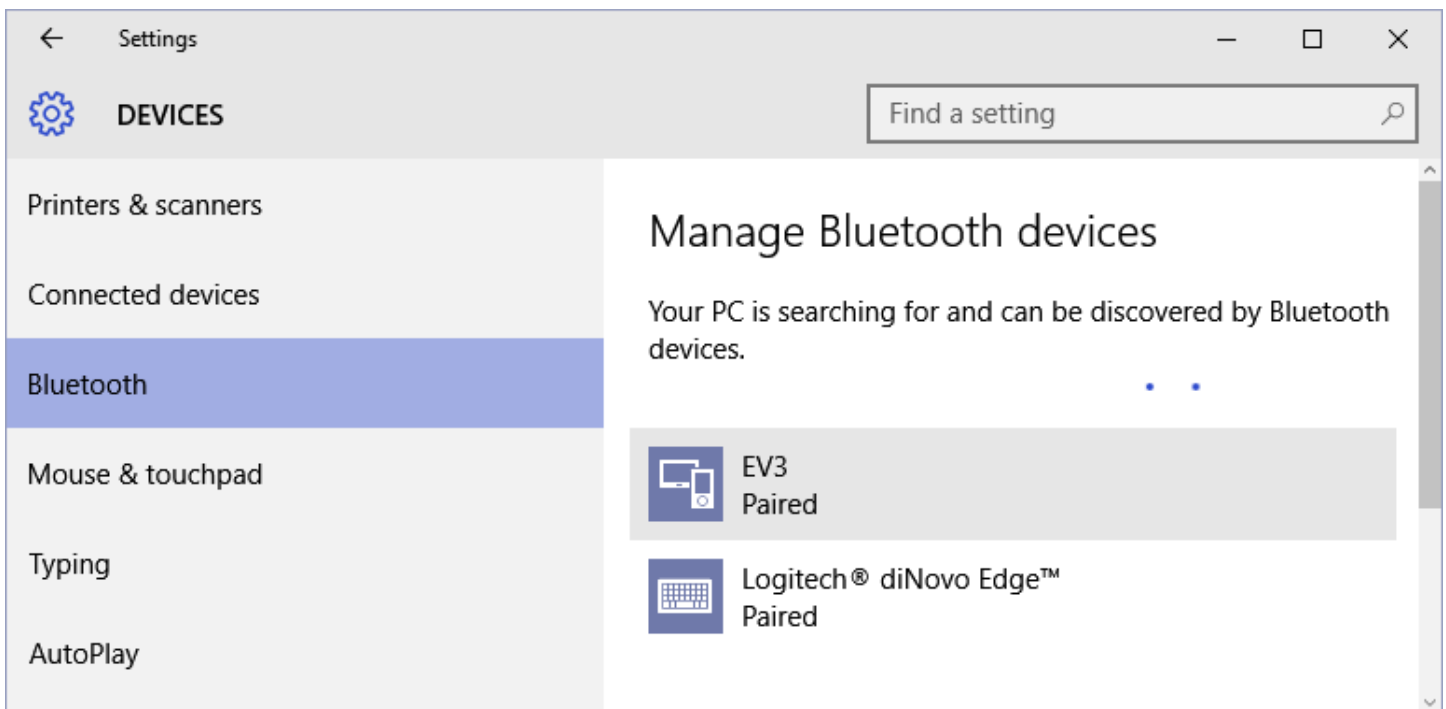 Settings
DEVICES
Find a setting
Printers & scanners
Connected devices
Bluetooth
Mouse & touchpad
Typing
AutoPlay
Manage Bluetooth devices
Your PC is searching for and can be discovered by Bluetooth
devices.
EV3
Paired
Logitech® diNovo Edge™
Paired